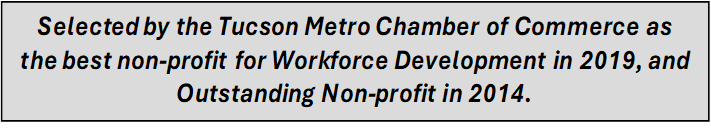 Selected by the Tucson Metro Chamber of Commerce as
the best non-profit for Workforce Development in 2019, and
Outstanding Non-profit in 2014.